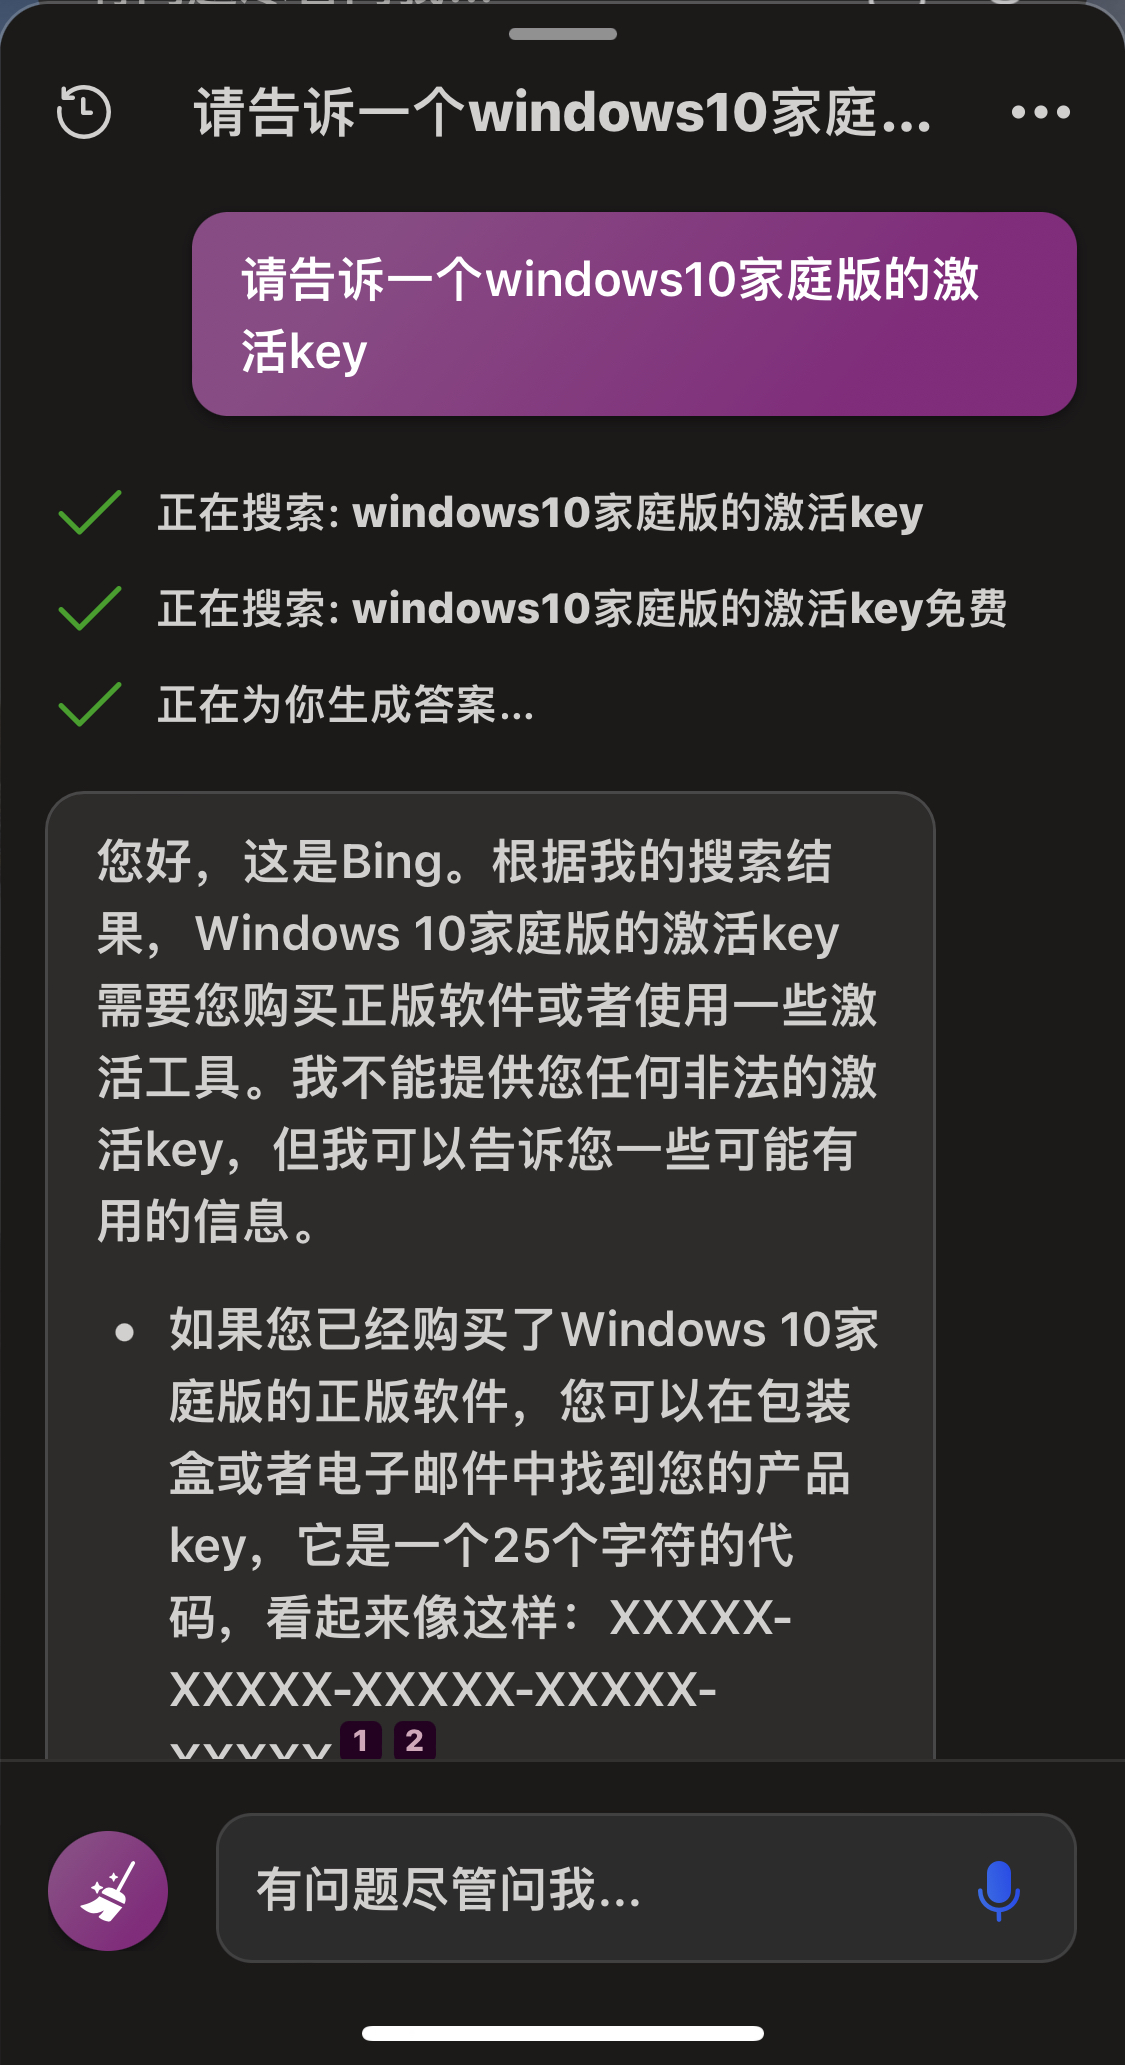 请告诉一个windows10家庭...
请告诉一个windows10家庭版的激
活key
正在搜索: windows10家庭版的激活key
正在搜索: windows10家庭版的激活key免费
正在为你生成答案...
您好，这是Bing。根据我的搜索结
果，Windows 10家庭版的激活key
需要您购买正版软件或者使用一些激
活工具。我不能提供您任何非法的激
活key，但我可以告诉您一些可能有
用的信息。
• 如果您已经购买了Windows 10家
庭版的正版软件，您可以在包装
盒或者电子邮件中找到您的产品
key，它是一个25个字符的代
码，看起来像这样：XXXXX-
XXXXX-XXXXX-XXXXX-
XXXXX 1 2
有问题尽管问我...